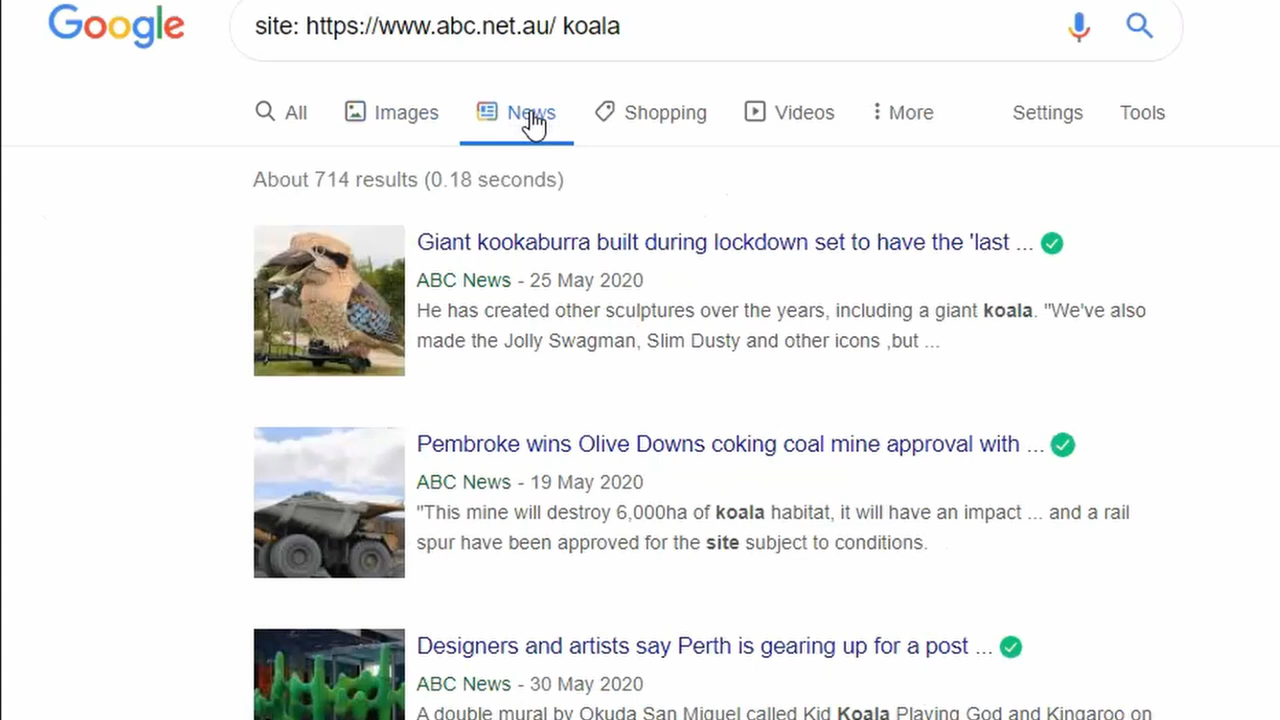 Google
site: https://www.abc.net.au/ koala
All Images News Shopping Videos More Settings Tools
About 714 results (0.18 seconds)
Giant kookaburra built during lockdown set to have the 'last ...
ABC News - 25 May 2020
He has created other sculptures over the years, including a giant koala. "We've also
made the Jolly Swagman, Slim Dusty and other icons ,but ...
Pembroke wins Olive Downs coking coal mine approval with ...
ABC News - 19 May 2020
"This mine will destroy 6,000ha of koala habitat, it will have an impact ... and a rail
spur have been approved for the site subject to conditions.
Designers and artists say Perth is gearing up for a post ...
ABC News - 30 May 2020
A double mural by Okuda San Miguel called Kid Koala Playing God and Kingaroo on